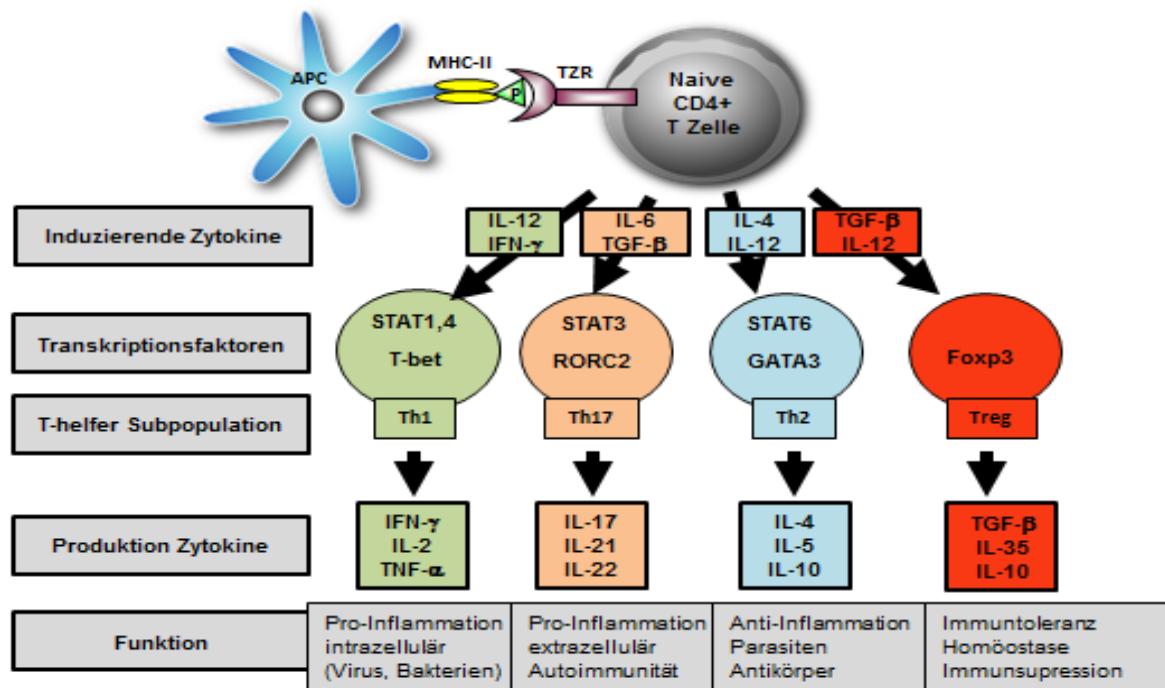 APC
MHC-II
P
TZR
Naive
CD4+
T Zelle
Induzierende Zytokine
IL-12
IFN-γ
IL-6
TGF-β
IL-4
IL-12
TGF-β
IL-12
Transkriptionsfaktoren
STAT1,4
T-bet
STAT3
RORC2
STAT6
GATA3
Foxp3
T-helfer Subpopulation
Th1
Th17
Th2
Treg
Produktion Zytokine
IFN-γ
IL-2
TNF-α
IL-17
IL-21
IL-22
IL-4
IL-5
IL-10
TGF-β
IL-35
IL-10
Funktion
Pro-Inflammation
intrazellulär
(Virus, Bakterien)
Pro-Inflammation
extrazellulär
Autoimmunität
Anti-Inflammation
Parasiten
Antikörper
Immuntoleranz
Homöostase
Immunsupression